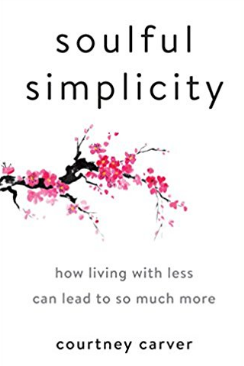 soulful
simplicity
how living with less
can lead to so much more
courtney carver